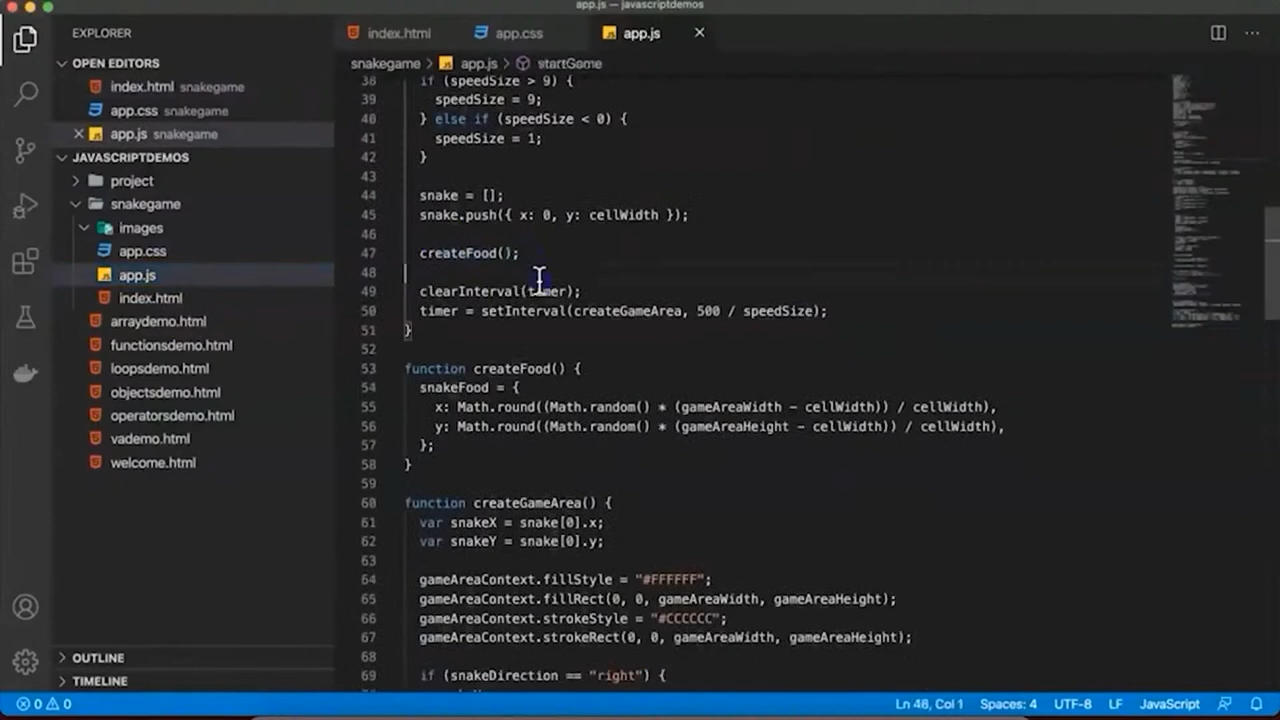 app.js — javascriptdemos
EXPLORER
index.html
app.css
app.js
OPEN EDITORS
index.html snakegame
app.css snakegame
app.js snakegame
JAVASCRIPTDEMOS
project
snakegame
images
app.css
app.js
index.html
arraydemo.html
functionsdemo.html
loopsdemo.html
objectsdemo.html
operatorsdemo.html
vademo.html
welcome.html
OUTLINE
TIMELINE
snakegame > app.js > startGame
38 if (speedSize > 9) {
39 speedSize = 9;
40 } else if (speedSize < 0) {
41 speedSize = 1;
42 }
43
44 snake = [];
45 snake.push({ x: 0, y: cellWidth });
46
47 createFood();
48
49 clearInterval(timer);
50 timer = setInterval(createGameArea, 500 / speedSize);
51 }
52
53 function createFood() {
54 snakeFood = {
55 x: Math.round((Math.random() * (gameAreaWidth - cellWidth)) / cellWidth),
56 y: Math.round((Math.random() * (gameAreaHeight - cellWidth)) / cellWidth),
57 };
58 }
59
60 function createGameArea() {
61 var snakeX = snake[0].x;
62 var snakeY = snake[0].y;
63
64 gameAreaContext.fillStyle = "#FFFFFF";
65 gameAreaContext.fillRect(0, 0, gameAreaWidth, gameAreaHeight);
66 gameAreaContext.strokeStyle = "#CCCCCC";
67 gameAreaContext.strokeRect(0, 0, gameAreaWidth, gameAreaHeight);
68
69 if (snakeDirection == "right") {
0 0
Ln 48, Col 1 Spaces: 4 UTF-8 LF JavaScript